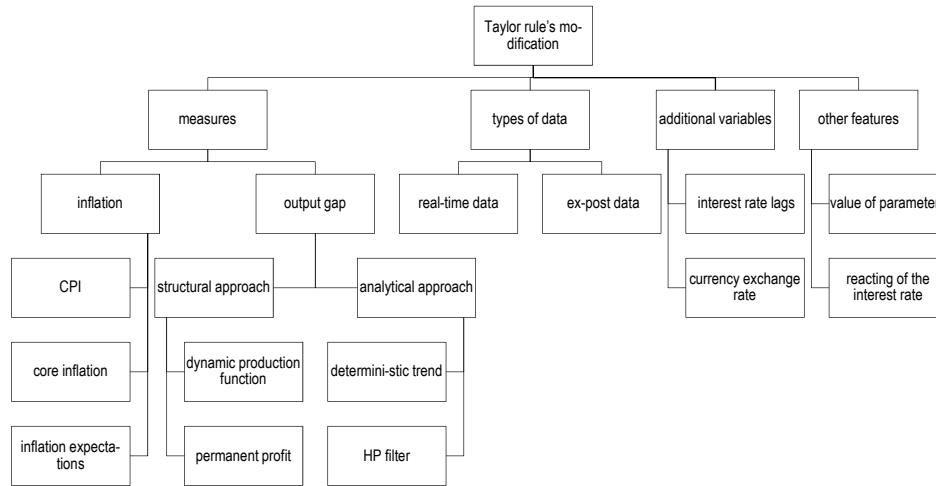 Taylor rule's mo-
dification
measures
types of data
additional variables
other features
inflation
output gap
real-time data
ex-post data
interest rate lags
value of parameter
CPI
structural approach
analytical approach
currency exchange
rate
reacting of the
interest rate
core inflation
dynamic production
function
determini-stic trend
inflation expecta-
tions
permanent profit
HP filter